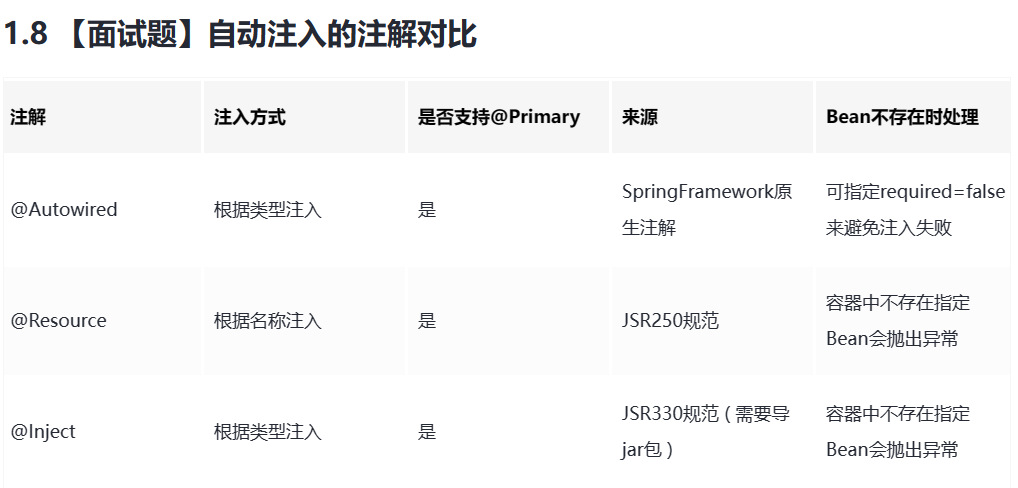 1.8 【面试题】自动注入的注解对比
注解 注入方式 是否支持@Primary 来源 Bean不存在时处理
@Autowired 根据类型注入 是 SpringFramework原生注解 可指定required=false来避免注入失败
@Resource 根据名称注入 是 JSR250规范 容器中不存在指定Bean会抛出异常
@Inject 根据类型注入 是 JSR330规范 ( 需要导jar包 ) 容器中不存在指定Bean会抛出异常